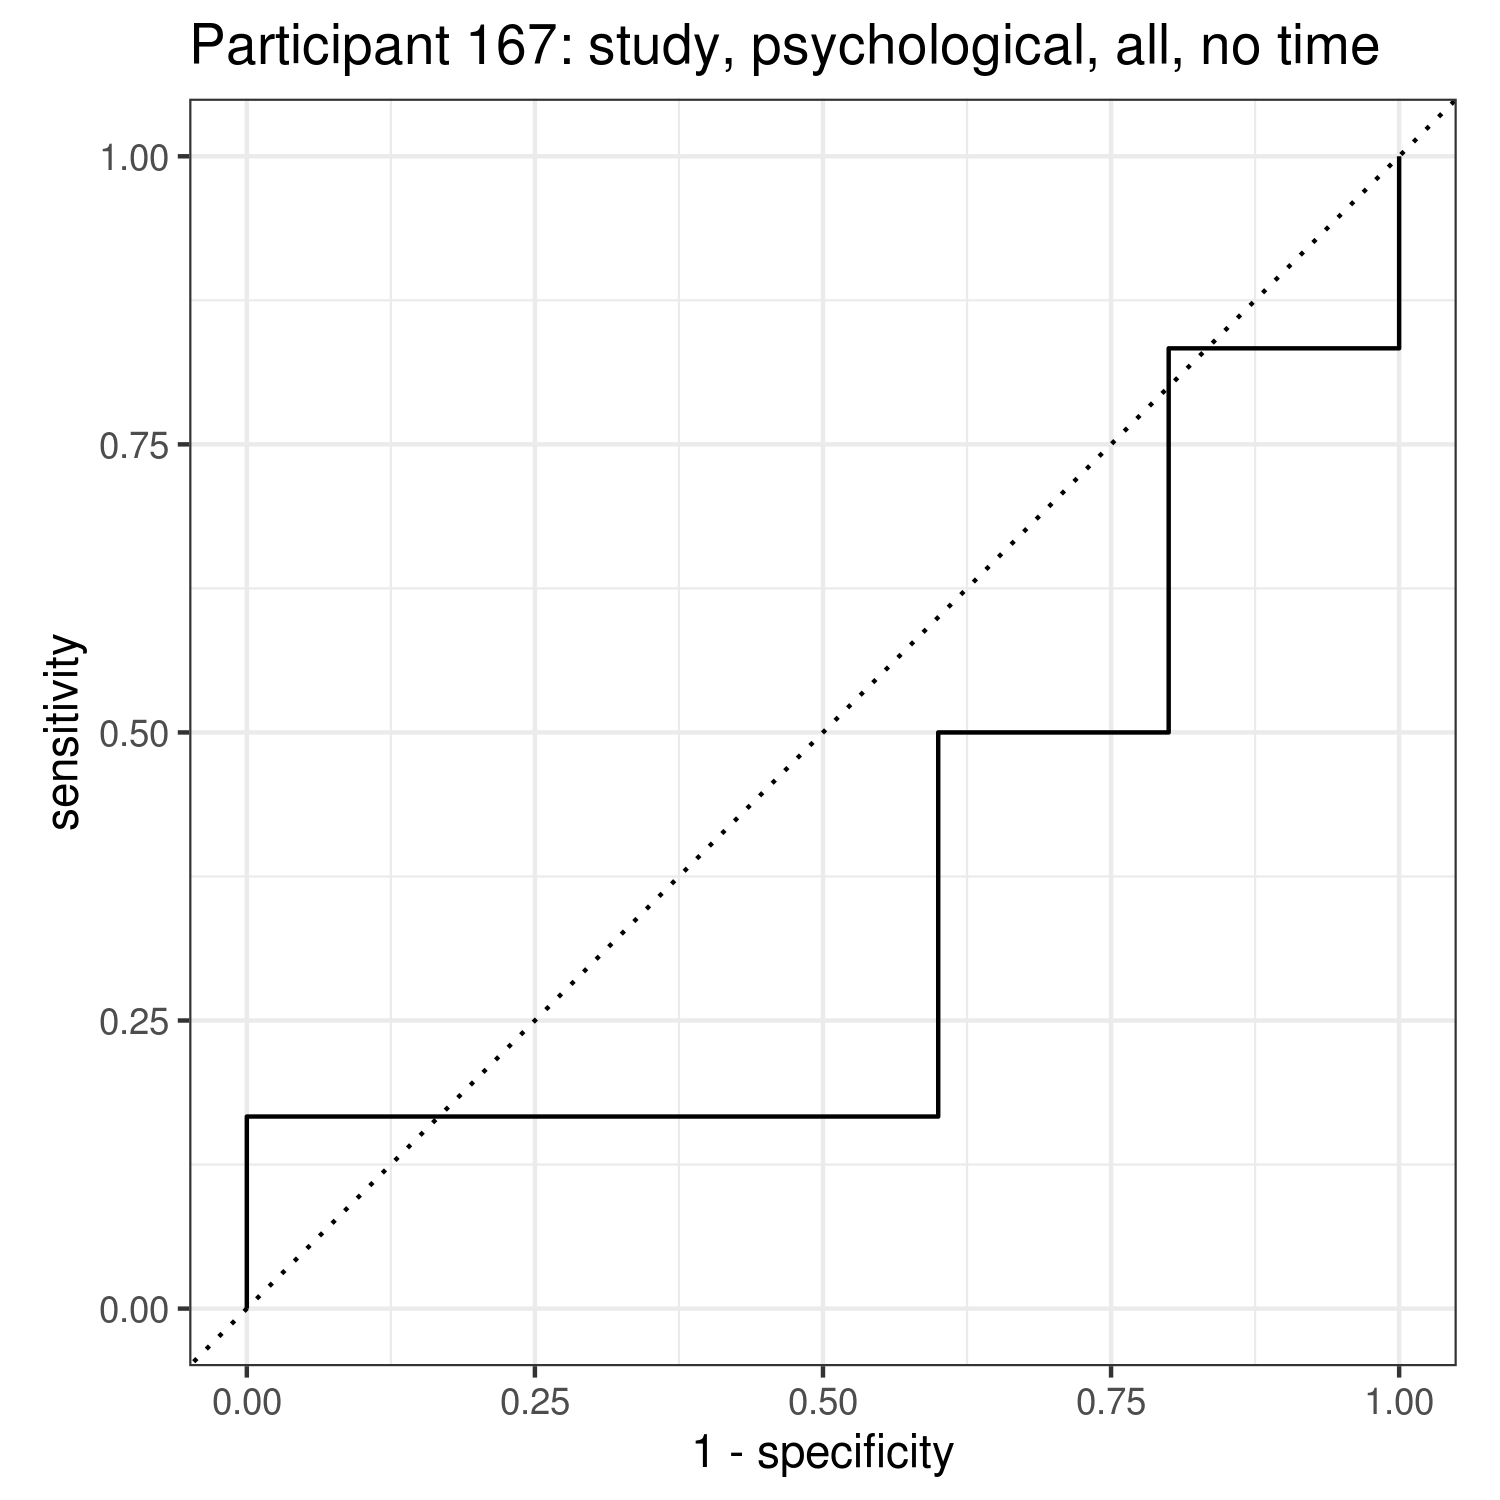 Participant 167: study, psychological, all, no time
1.00
0.75
0.50
0.25
0.00
sensitivity
0.00 0.25 0.50 0.75 1.00
1 - specificity